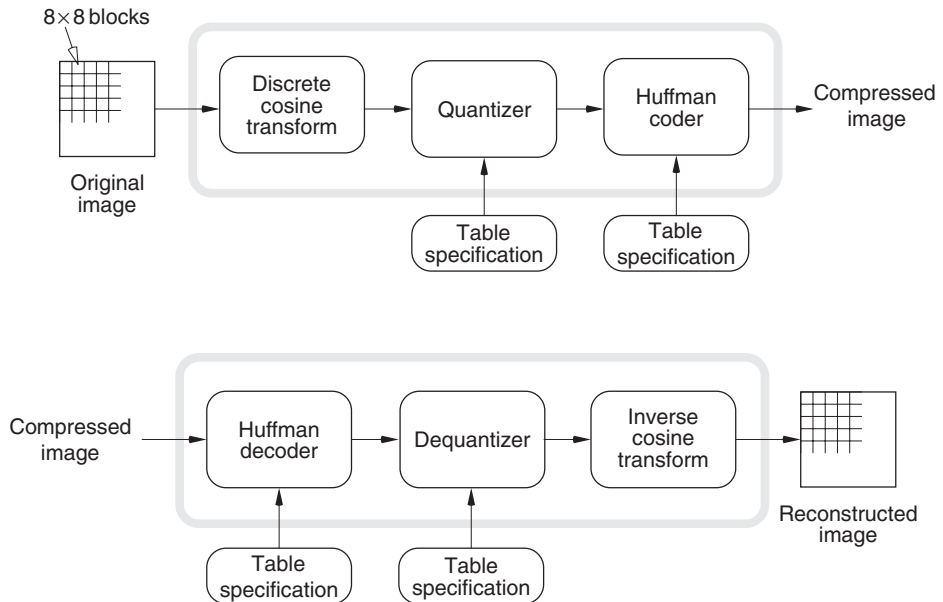 8×8 blocks
Discrete
cosine
transform
Quantizer
Huffman
coder
Compressed
image
Original
image
Table
specification
Table
specification
Compressed
image
Huffman
decoder
Dequantizer
Inverse
cosine
transform
Reconstructed
image
Table
specification
Table
specification